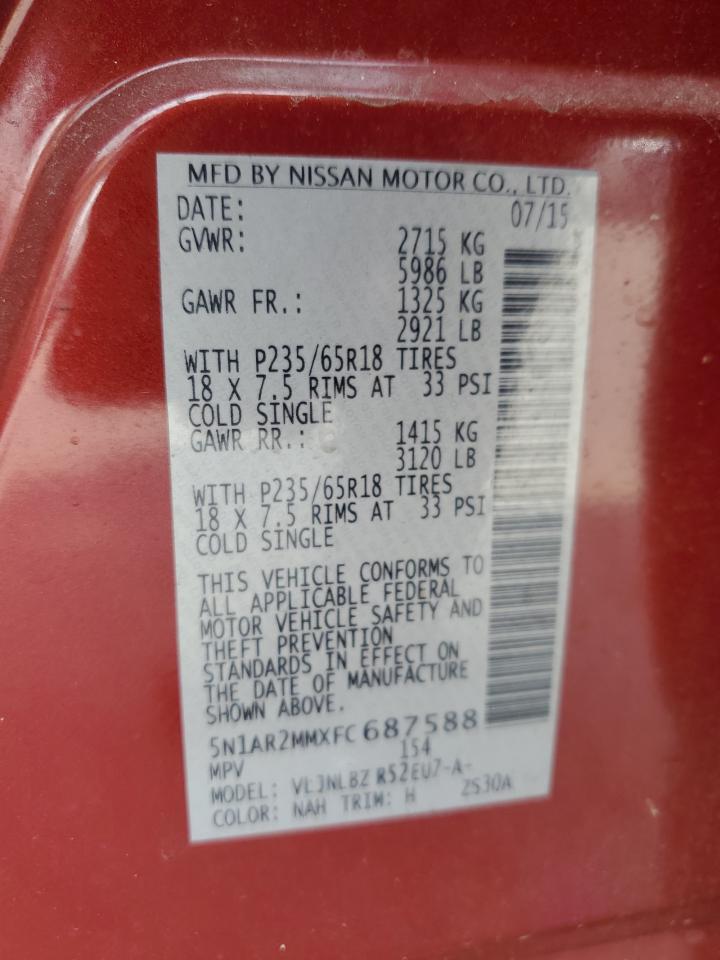 MFD BY NISSAN MOTOR CO., LTD.
DATE: 07/15
GVWR: 2715 KG
5986 LB
GAWR FR.: 1325 KG
2921 LB
WITH P235/65R18 TIRES
18 X 7.5 RIMS AT 33 PSI
COLD SINGLE
GAWR RR.: 1415 KG
3120 LB
WITH P235/65R18 TIRES
18 X 7.5 RIMS AT 33 PSI
COLD SINGLE
THIS VEHICLE CONFORMS TO
ALL APPLICABLE FEDERAL
MOTOR VEHICLE SAFETY AND
THEFT PREVENTION
STANDARDS IN EFFECT ON
THE DATE OF MANUFACTURE
SHOWN ABOVE.
5N1AR2MMXFC687588
MPV 154
MODEL: VLJNLBZ R52EU7-A-
COLOR: NAH TRIM: H ZS30A